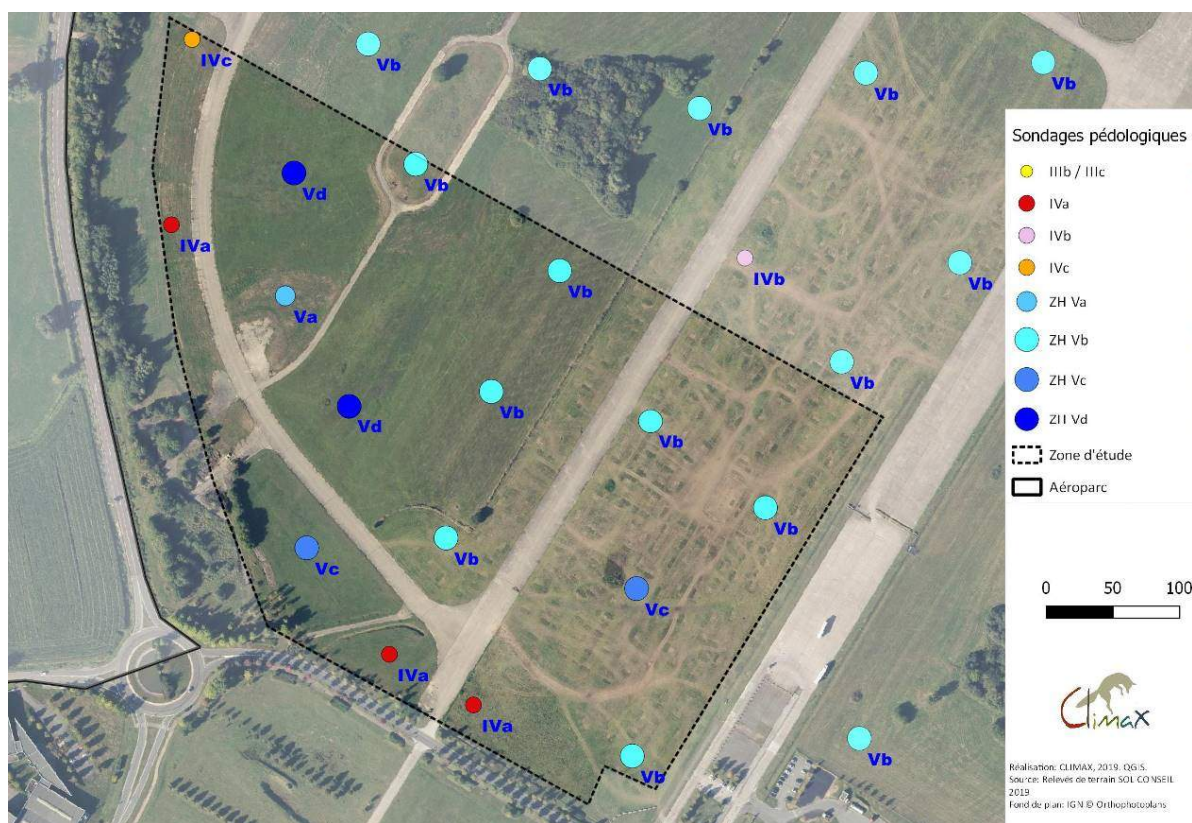 IVc
Vb
Vb
Vb
Vb
Vb
Vd
Vb
IVa
Va
Vb
IVb
Vb
Vb
Vd
Vb
Vb
Vb
Vb
Vc
Vc
IVa
IVa
Vb
Vb
Sondages pédologiques
IIIb / IIIc
IVa
IVb
IVc
ZH Va
ZH Vb
ZH Vc
ZH Vd
Zone d'étude
Aéroparc
0 50 100
Climax
Réalisation: CLIMAX, 2019. QGIS.
Source: Relevés de terrain SOL CONSEIL
2019
Fond de plan: IGN © Orthophotoplans